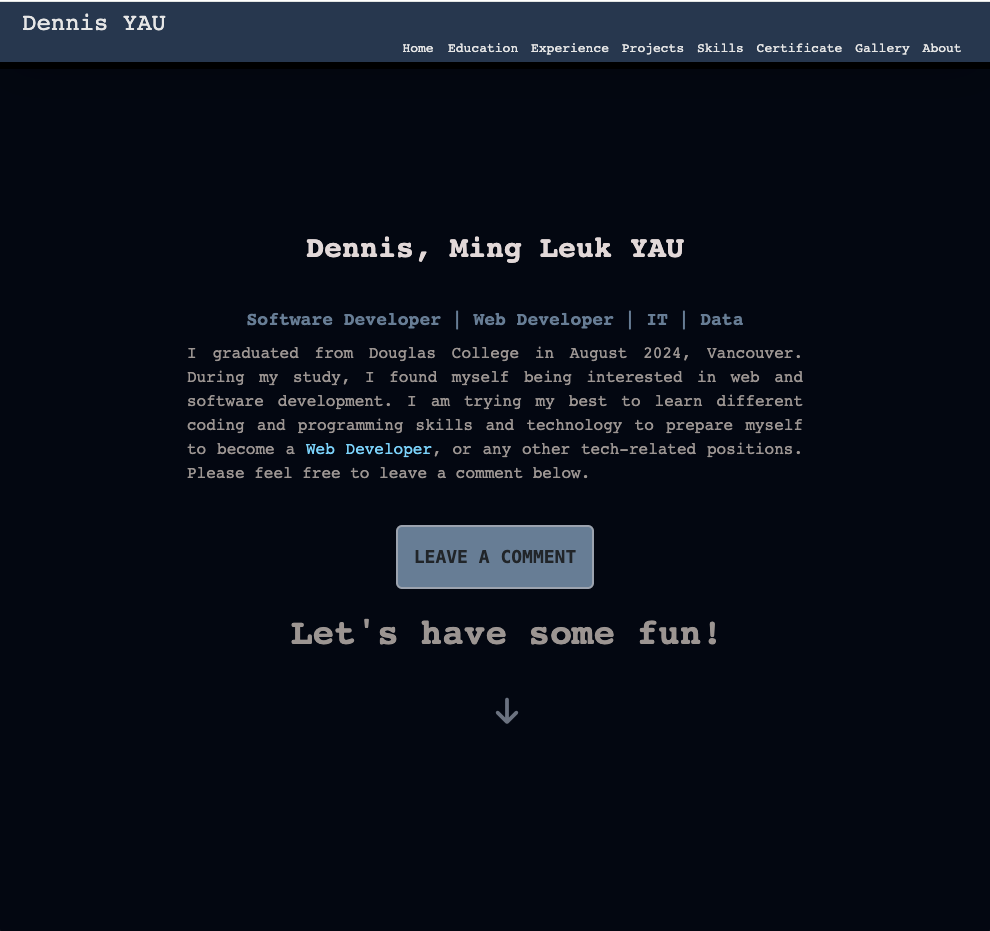 Dennis YAU
Home Education Experience Projects Skills Certificate Gallery About
Dennis, Ming Leuk YAU
Software Developer | Web Developer | IT | Data
I graduated from Douglas College in August 2024, Vancouver.
During my study, I found myself being interested in web and
software development. I am trying my best to learn different
coding and programming skills and technology to prepare myself
to become a Web Developer, or any other tech-related positions.
Please feel free to leave a comment below.
LEAVE A COMMENT
Let's have some fun!